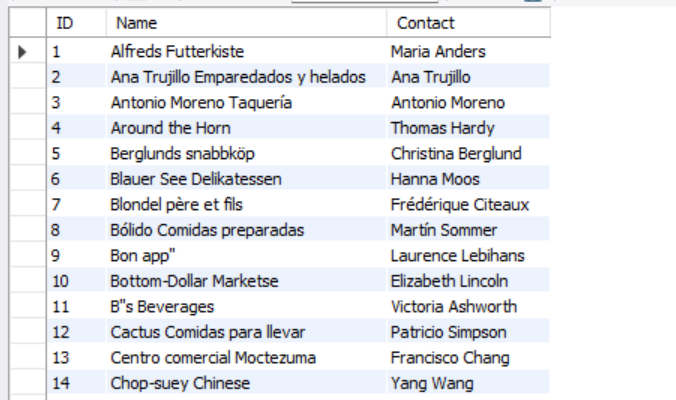 ID Name Contact
1 Alfreds Futterkiste Maria Anders
2 Ana Trujillo Emparedados y helados Ana Trujillo
3 Antonio Moreno Taquería Antonio Moreno
4 Around the Horn Thomas Hardy
5 Berglunds snabbköp Christina Berglund
6 Blauer See Delikatessen Hanna Moos
7 Blondel père et fils Frédérique Citeaux
8 Bólido Comidas preparadas Martín Sommer
9 Bon app" Laurence Lebihans
10 Bottom-Dollar Marketse Elizabeth Lincoln
11 B"s Beverages Victoria Ashworth
12 Cactus Comidas para llevar Patricio Simpson
13 Centro comercial Moctezuma Francisco Chang
14 Chop-suey Chinese Yang Wang